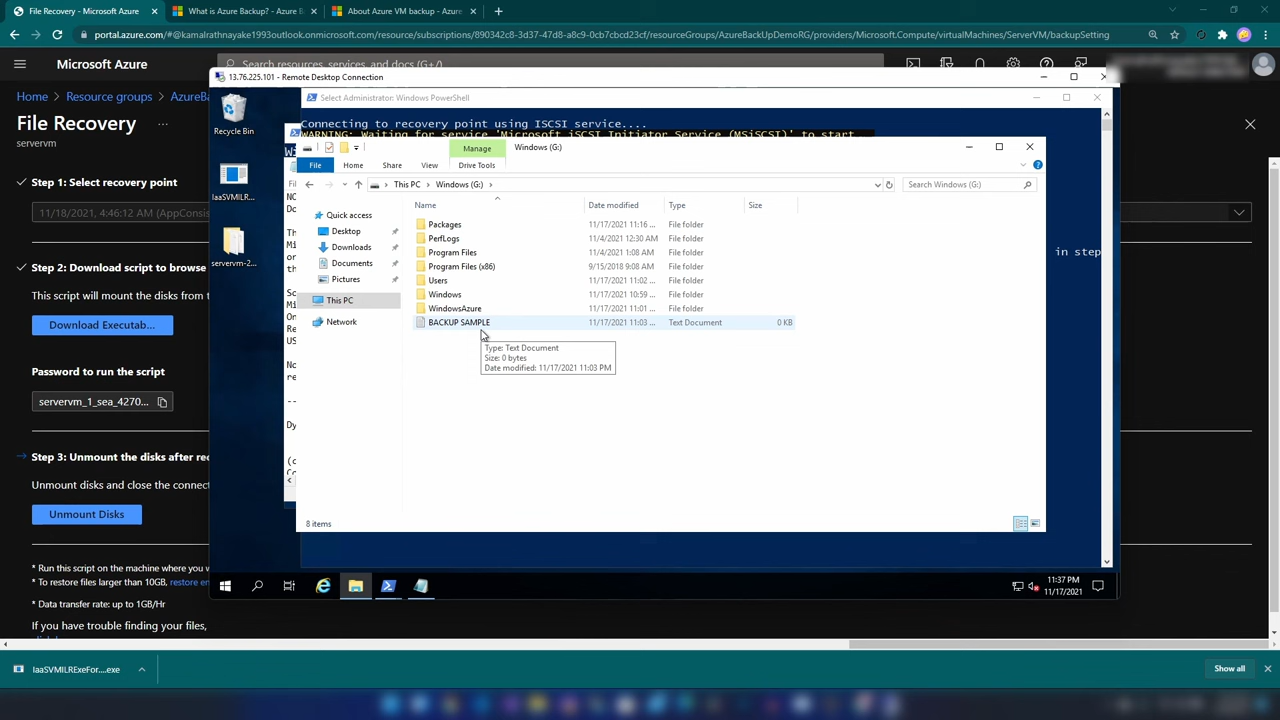 File Recovery - Microsoft Azure
What is Azure Backup? - Azure B
About Azure VM backup - Azure
portal.azure.com/#@kamalrathnayake1993outlook.onmicrosoft.com/resource/subscriptions/890342c8-3d37-47d8-a8c9-0cb7cbcd23cf/resourceGroups/AzureBackUpDemoRG/providers/Microsoft.Compute/virtualMachines/ServerVM/backupSetting
Microsoft Azure
Search resources, services, and docs (G+/)
Home > Resource groups > AzureBa
File Recovery ...
servervm
Step 1: Select recovery point
11/18/2021, 4:46:12 AM (AppConsis
Step 2: Download script to browse
This script will mount the disks from
Download Executab...
Password to run the script
servervm_1_sea_4270...
Step 3: Unmount the disks after rec
Unmount disks and close the connect
Unmount Disks
* Run this script on the machine where you w
* To restore files larger than 10GB, restore en
* Data transfer rate: up to 1GB/Hr
If you have trouble finding your files,
in step
13.76.225.101 - Remote Desktop Connection
Recycle Bin
IaaSVMILR...
servervm-2...
Select Administrator: Windows PowerShell
Connecting to recovery point using ISCSI service....
WARNING: Waiting for service 'Microsoft iSCSI Initiator Service (MSiSCSI)' to start...
Manage
Windows (G:)
File
Home
Share
View
Drive Tools
This PC > Windows (G:) >
Search Windows (G:)
Quick access
Desktop
Downloads
Documents
Pictures
This PC
Network
Name Date modified Type Size
Packages 11/17/2021 11:16 ... File folder
PerfLogs 11/4/2021 12:30 AM File folder
Program Files 11/4/2021 1:08 AM File folder
Program Files (x86) 9/15/2018 9:08 AM File folder
Users 11/17/2021 11:02 ... File folder
Windows 11/17/2021 10:59 ... File folder
WindowsAzure 11/17/2021 11:01 ... File folder
BACKUP SAMPLE 11/17/2021 11:03 ... Text Document 0 KB
Type: Text Document
Size: 0 bytes
Date modified: 11/17/2021 11:03 PM
8 items
11:37 PM
11/17/2021
IaaSVMILRExeFor....exe
Show all